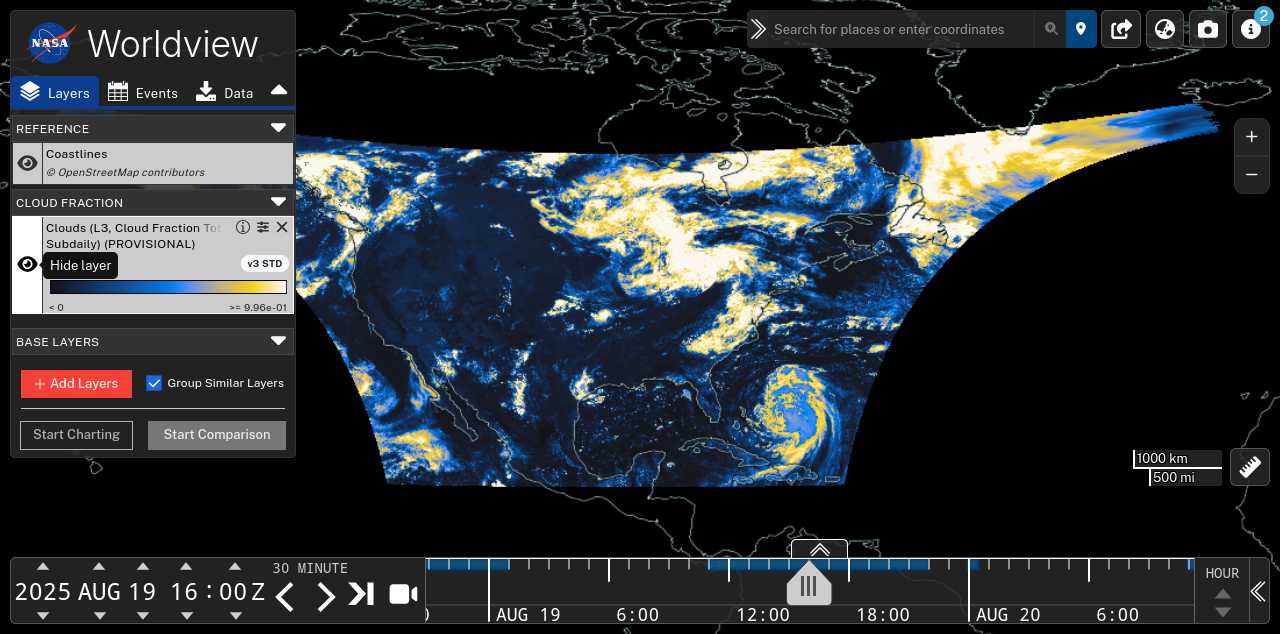 NASA Worldview
Search for places or enter coordinates
2
Layers
Events
Data
REFERENCE
Coastlines
© OpenStreetMap contributors
CLOUD FRACTION
Clouds (L3, Cloud Fraction Tot
Subdaily) (PROVISIONAL)
Hide layer
v3 STD
< 0
>= 9.96e-01
BASE LAYERS
+ Add Layers
Group Similar Layers
Start Charting
Start Comparison
+
−
1000 km
500 mi
2025 AUG 19 16 : 00 Z
30 MINUTE
AUG 19
6:00
12:00
18:00
AUG 20
6:00
HOUR